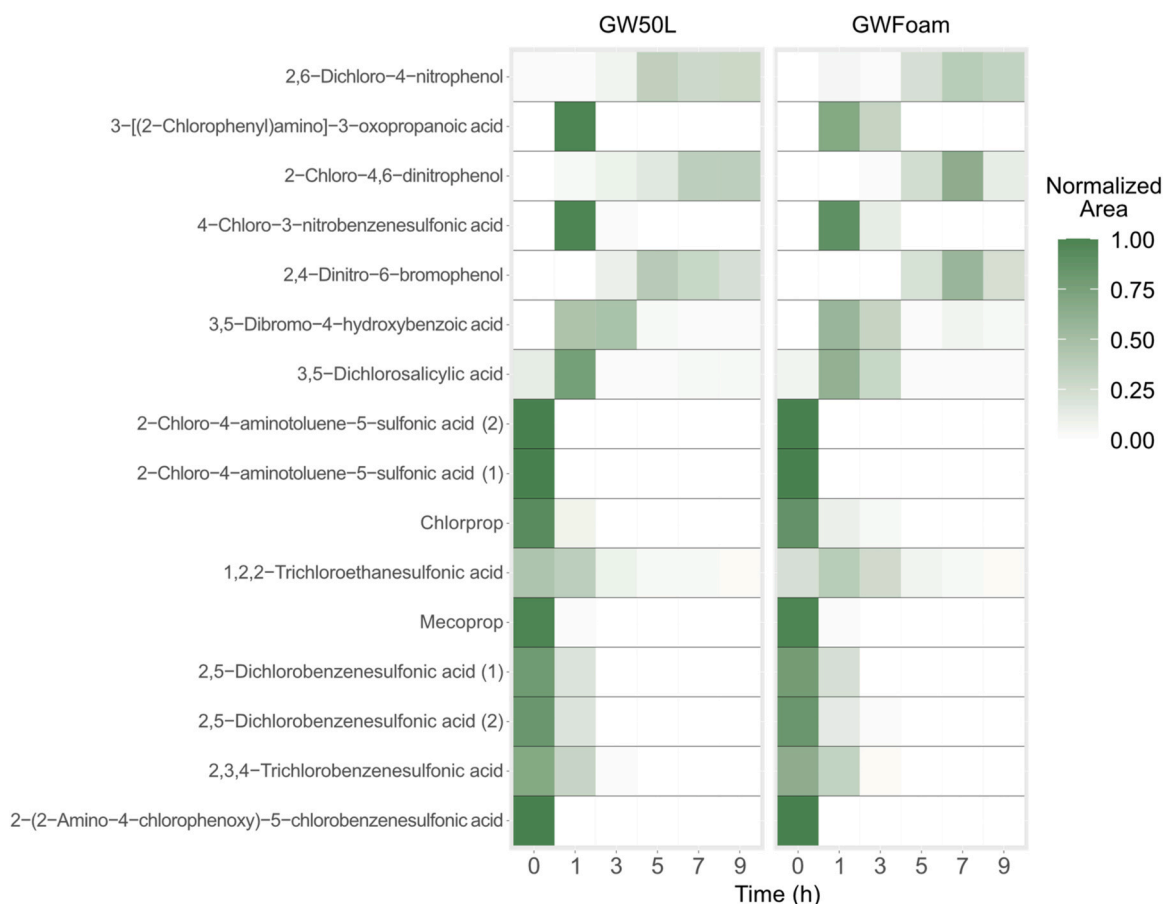 GW50L GWFoam
2,6−Dichloro−4−nitrophenol
3−[(2−Chlorophenyl)amino]−3−oxopropanoic acid
2−Chloro−4,6−dinitrophenol
4−Chloro−3−nitrobenzenesulfonic acid
2,4−Dinitro−6−bromophenol
3,5−Dibromo−4−hydroxybenzoic acid
3,5−Dichlorosalicylic acid
2−Chloro−4−aminotoluene−5−sulfonic acid (2)
2−Chloro−4−aminotoluene−5−sulfonic acid (1)
Chlorprop
1,2,2−Trichloroethanesulfonic acid
Mecoprop
2,5−Dichlorobenzenesulfonic acid (1)
2,5−Dichlorobenzenesulfonic acid (2)
2,3,4−Trichlorobenzenesulfonic acid
2−(2−Amino−4−chlorophenoxy)−5−chlorobenzenesulfonic acid
0 1 3 5 7 9 0 1 3 5 7 9
Time (h)
Normalized
Area
1.00
0.75
0.50
0.25
0.00